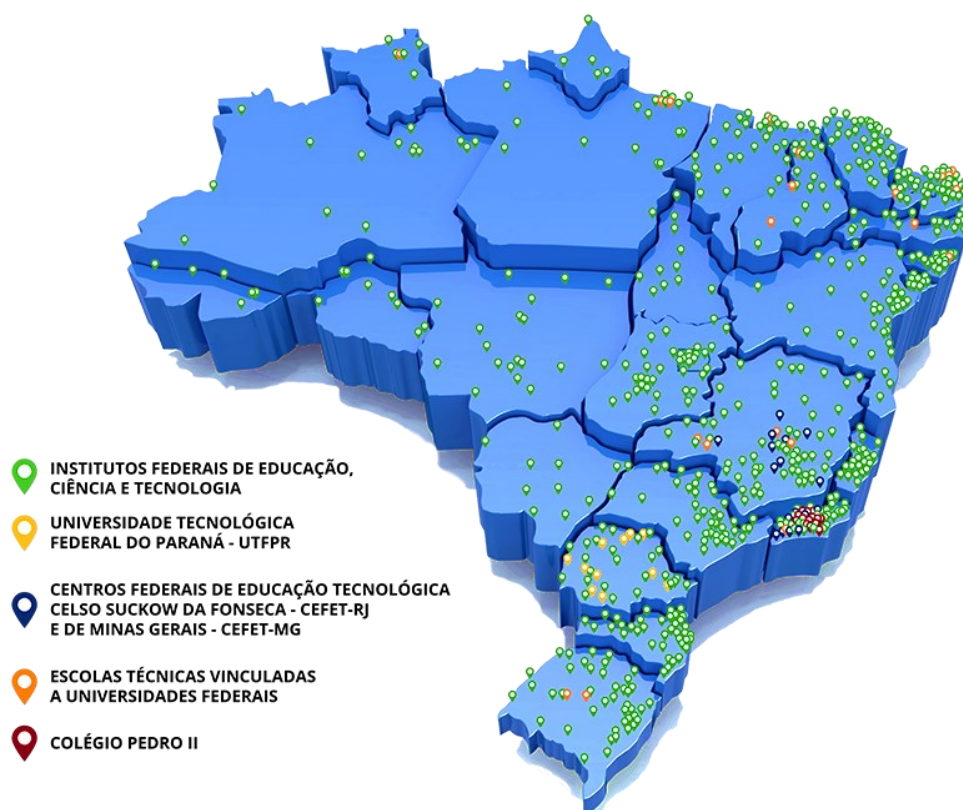 INSTITUTOS FEDERAIS DE EDUCAÇÃO,
CIÊNCIA E TECNOLOGIA
UNIVERSIDADE TECNOLÓGICA
FEDERAL DO PARANÁ - UTFPR
CENTROS FEDERAIS DE EDUCAÇÃO TECNOLÓGICA
CELSO SUCKOW DA FONSECA - CEFET-RJ
E DE MINAS GERAIS - CEFET-MG
ESCOLAS TÉCNICAS VINCULADAS
A UNIVERSIDADES FEDERAIS
COLÉGIO PEDRO II